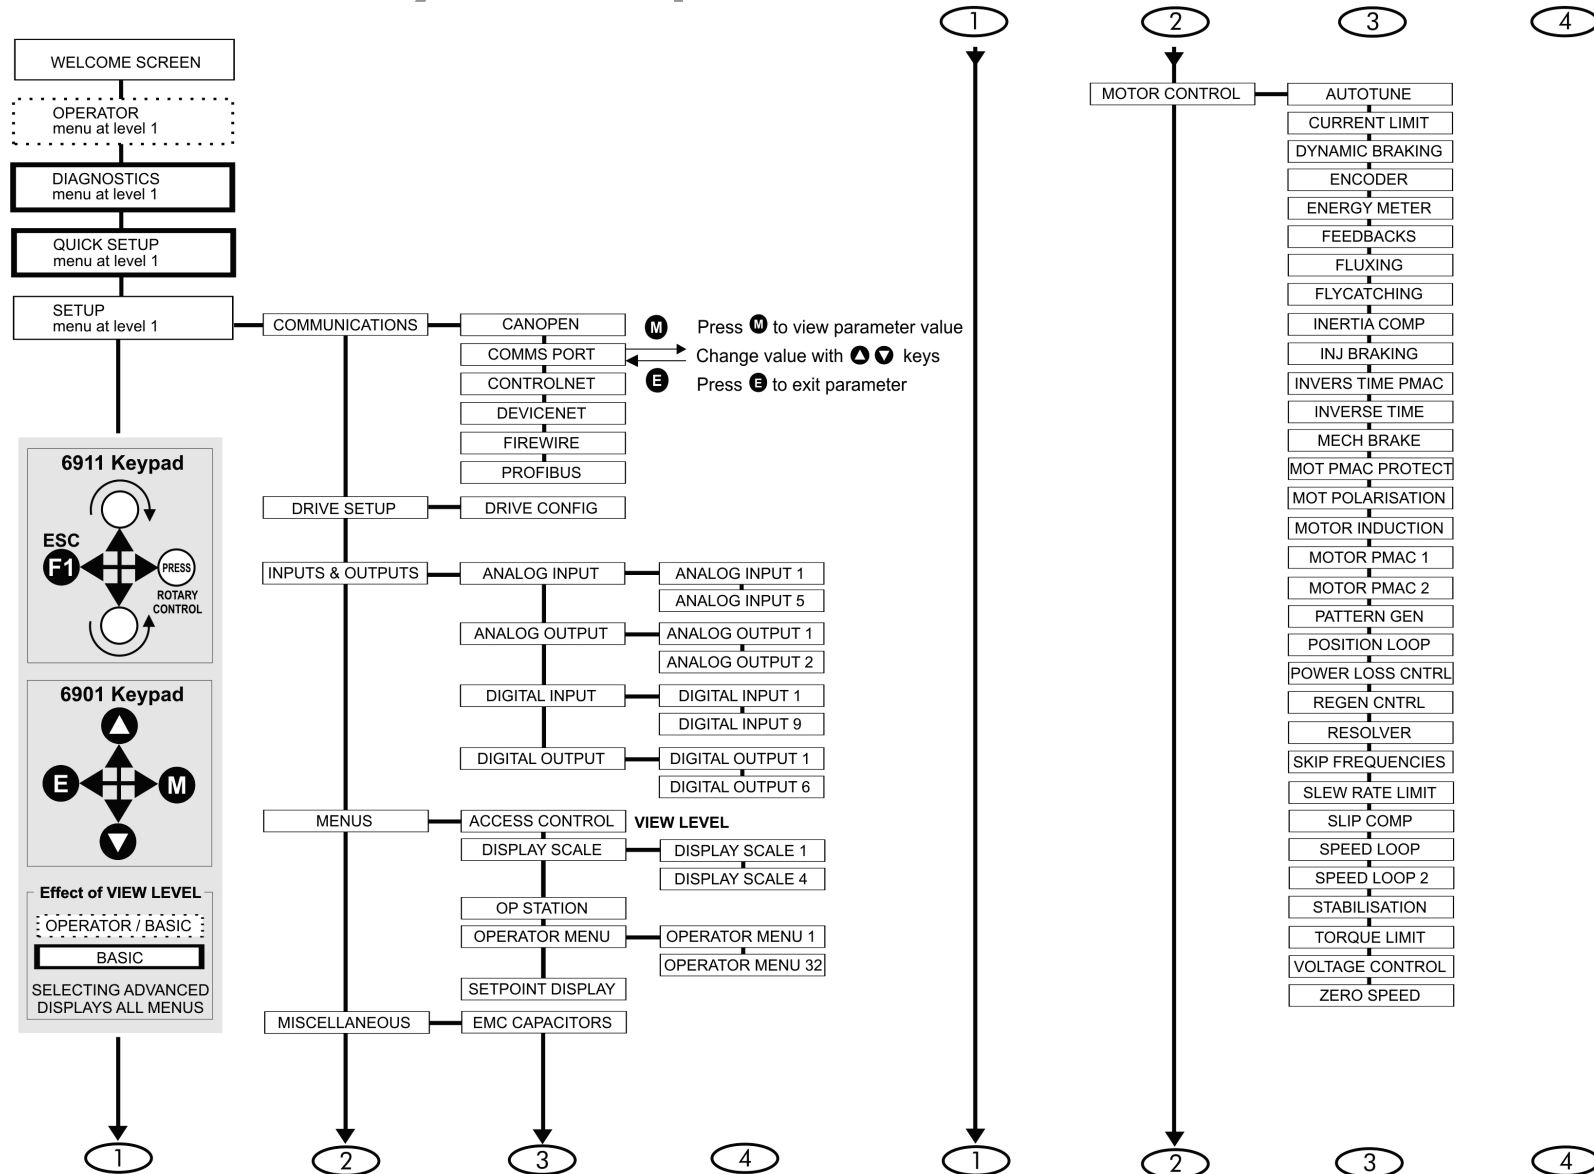 1
2
3
4
WELCOME SCREEN
OPERATOR
menu at level 1
DIAGNOSTICS
menu at level 1
QUICK SETUP
menu at level 1
SETUP
menu at level 1
6911 Keypad
ESC
F1
PRESS
ROTARY
CONTROL
6901 Keypad
E
M
Effect of VIEW LEVEL
OPERATOR / BASIC
BASIC
SELECTING ADVANCED
DISPLAYS ALL MENUS
1
COMMUNICATIONS
CANOPEN
COMMS PORT
CONTROLNET
DEVICENET
FIREWIRE
PROFIBUS
M
Press M to view parameter value
Change value with keys
E
Press E to exit parameter
DRIVE SETUP
DRIVE CONFIG
INPUTS & OUTPUTS
ANALOG INPUT
ANALOG INPUT 1
ANALOG INPUT 5
ANALOG OUTPUT
ANALOG OUTPUT 1
ANALOG OUTPUT 2
DIGITAL INPUT
DIGITAL INPUT 1
DIGITAL INPUT 9
DIGITAL OUTPUT
DIGITAL OUTPUT 1
DIGITAL OUTPUT 6
MENUS
ACCESS CONTROL
VIEW LEVEL
DISPLAY SCALE
DISPLAY SCALE 1
DISPLAY SCALE 4
OP STATION
OPERATOR MENU
OPERATOR MENU 1
OPERATOR MENU 32
SETPOINT DISPLAY
MISCELLANEOUS
EMC CAPACITORS
2
3
4
MOTOR CONTROL
AUTOTUNE
CURRENT LIMIT
DYNAMIC BRAKING
ENCODER
ENERGY METER
FEEDBACKS
FLUXING
FLYCATCHING
INERTIA COMP
INJ BRAKING
INVERS TIME PMAC
INVERSE TIME
MECH BRAKE
MOT PMAC PROTECT
MOT POLARISATION
MOTOR INDUCTION
MOTOR PMAC 1
MOTOR PMAC 2
PATTERN GEN
POSITION LOOP
POWER LOSS CNTRL
REGEN CNTRL
RESOLVER
SKIP FREQUENCIES
SLEW RATE LIMIT
SLIP COMP
SPEED LOOP
SPEED LOOP 2
STABILISATION
TORQUE LIMIT
VOLTAGE CONTROL
ZERO SPEED
1
2
3
4